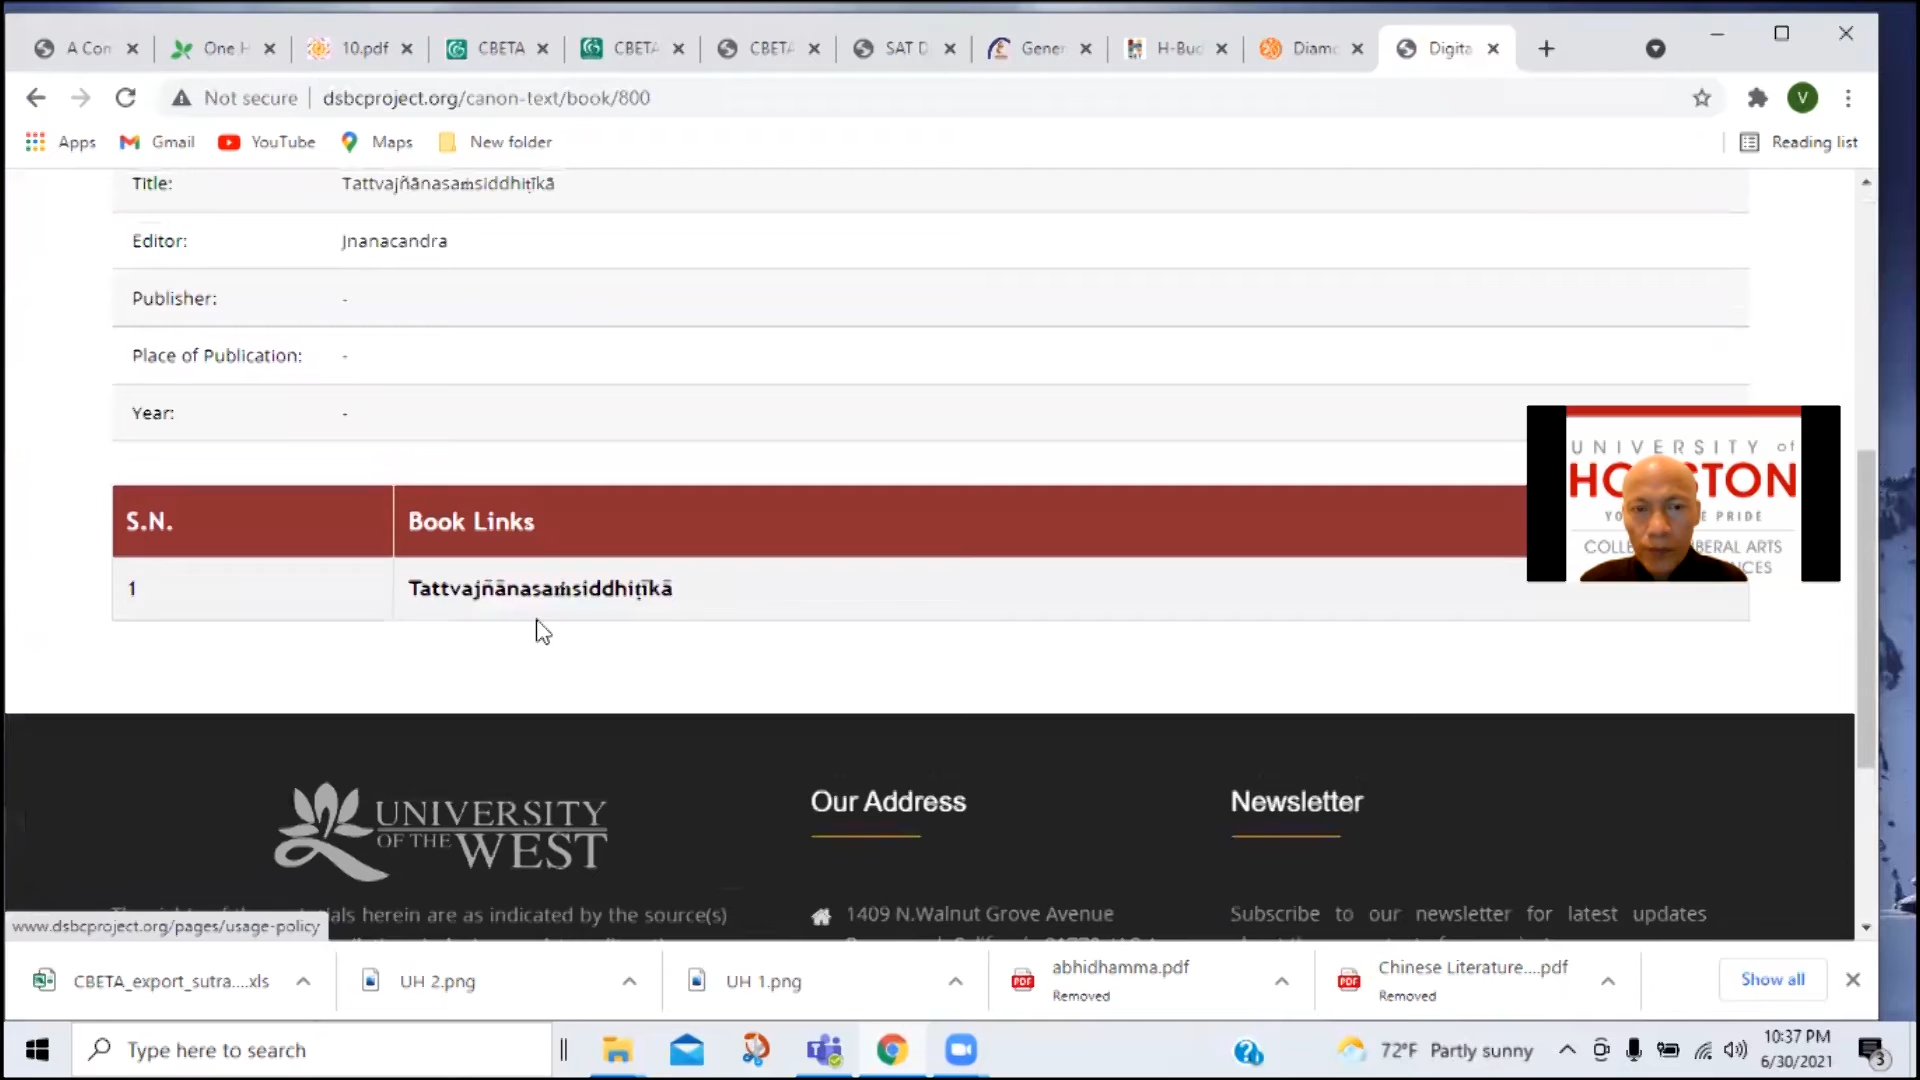 A Con
One H
10.pdf
CBETA
CBETA
CBETA
SAT D
Gener
H-Buc
Diamo
Digita
Not secure
dsbcproject.org/canon-text/book/800
V
Apps
Gmail
YouTube
Maps
New folder
Reading list
Title: Tattvajñānasaṁsiddhiṭīkā
Editor: Jnanacandra
Publisher: -
Place of Publication: -
Year: -
UNIVERSITY of
S.N. Book Links
1 Tattvajñānasaṁsiddhiṭīkā
UNIVERSITY
OF THE WEST
Our Address
Newsletter
herein are as indicated by the source(s)
1409 N.Walnut Grove Avenue
Subscribe to our newsletter for latest updates
www.dsbcproject.org/pages/usage-policy
CBETA_export_sutra....xls
UH 2.png
UH 1.png
abhidhamma.pdf
Removed
Chinese Literature....pdf
Removed
Show all
Type here to search
72°F Partly sunny
10:37 PM
6/30/2021
3